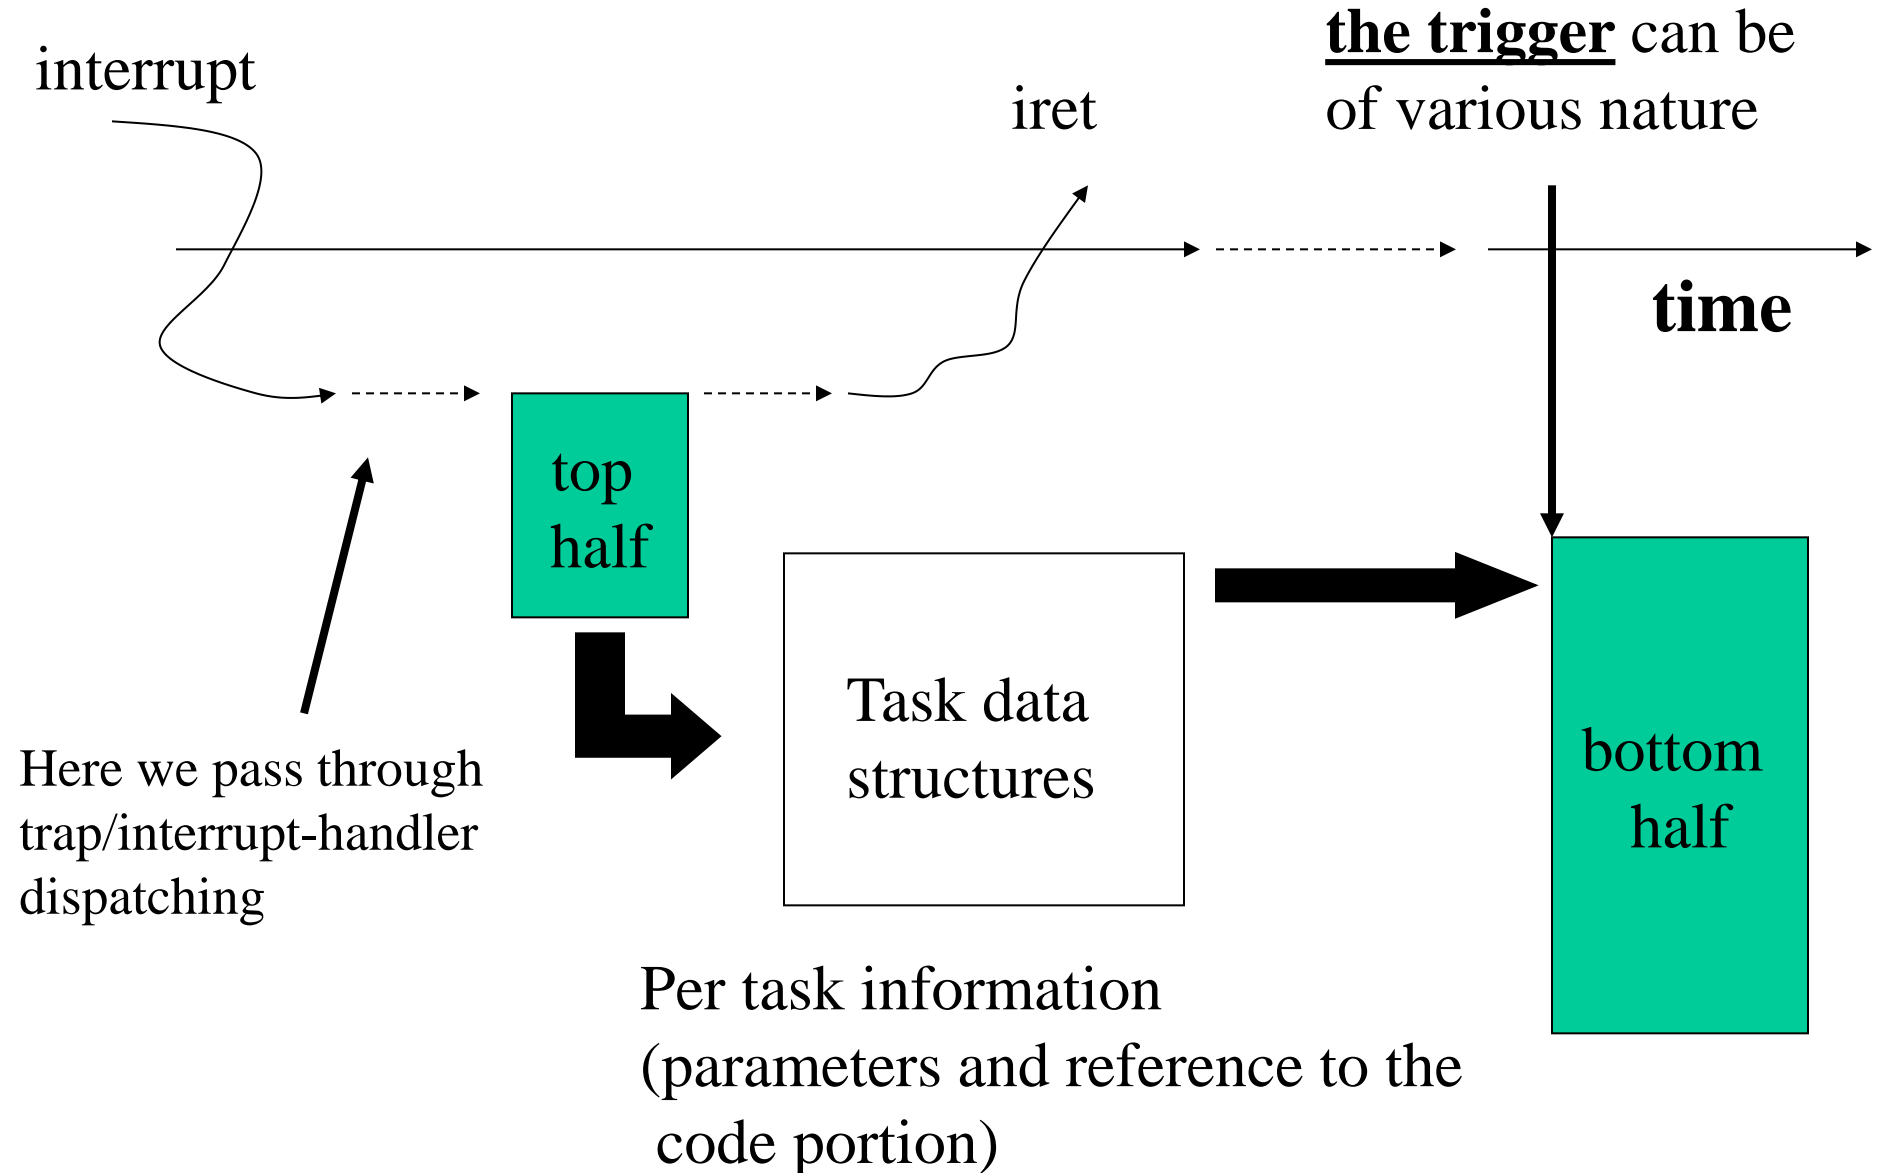 interrupt
iret
the trigger can be
of various nature
time
top
half
Here we pass through
trap/interrupt-handler
dispatching
Task data
structures
bottom
half
Per task information
(parameters and reference to the
code portion)